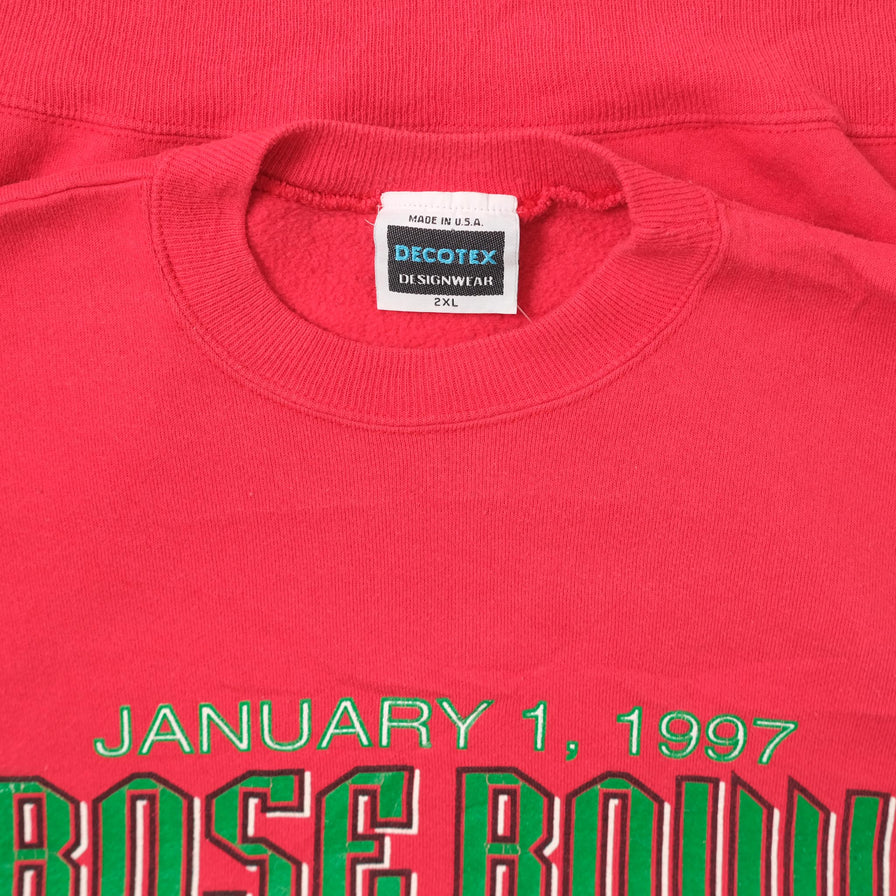 MADE IN U.S.A.
DECOTEX
DESIGNWEAR
2XL
JANUARY 1, 1997
ROSE BOWL